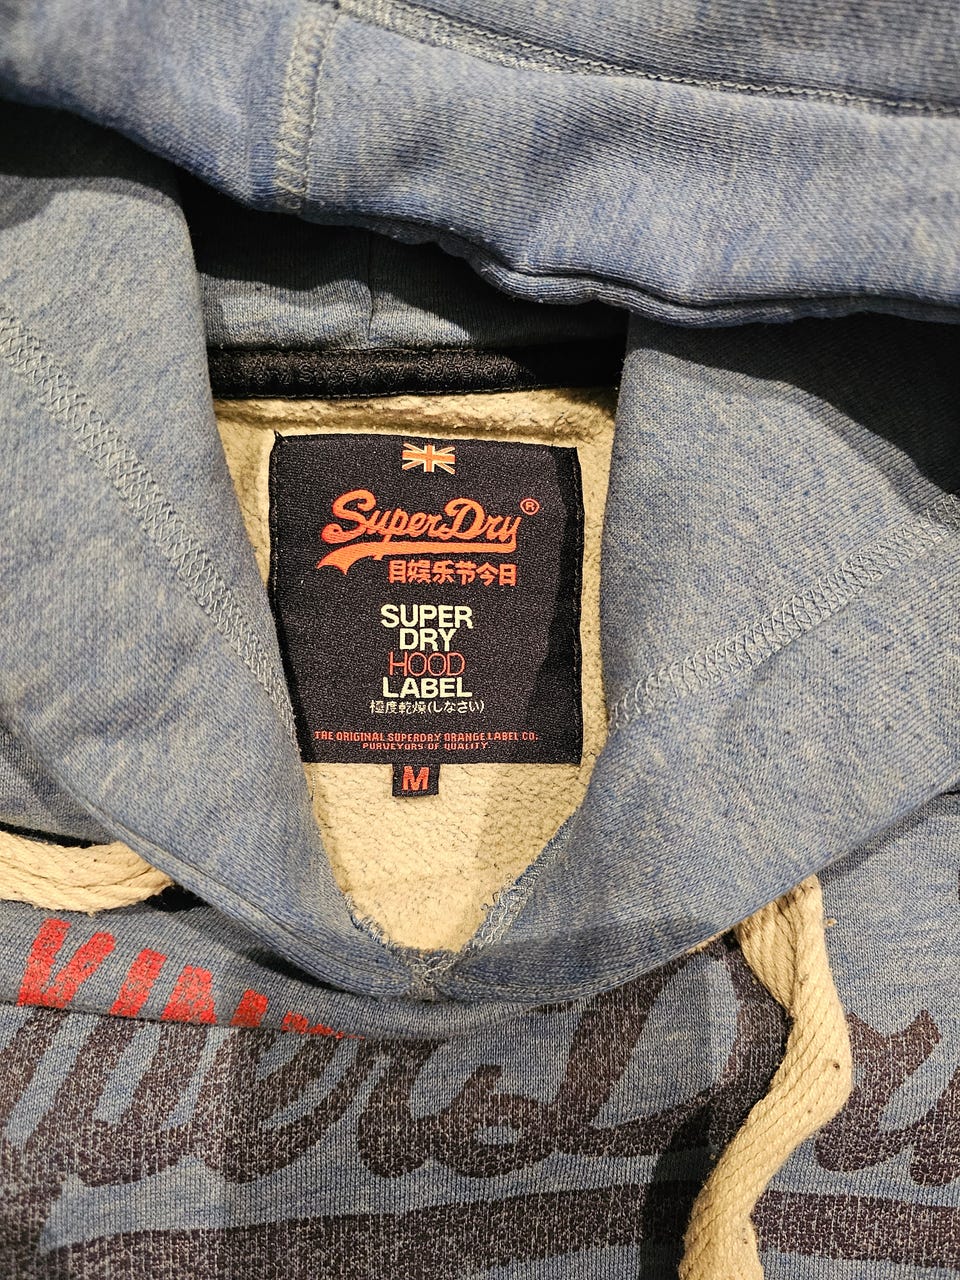 SuperDry®
目娱乐节今日
SUPER
DRY
HOOD
LABEL
極度乾燥(しなさい)
THE ORIGINAL SUPERDRY ORANGE LABEL CO.
PURVEYORS OF QUALITY.
M